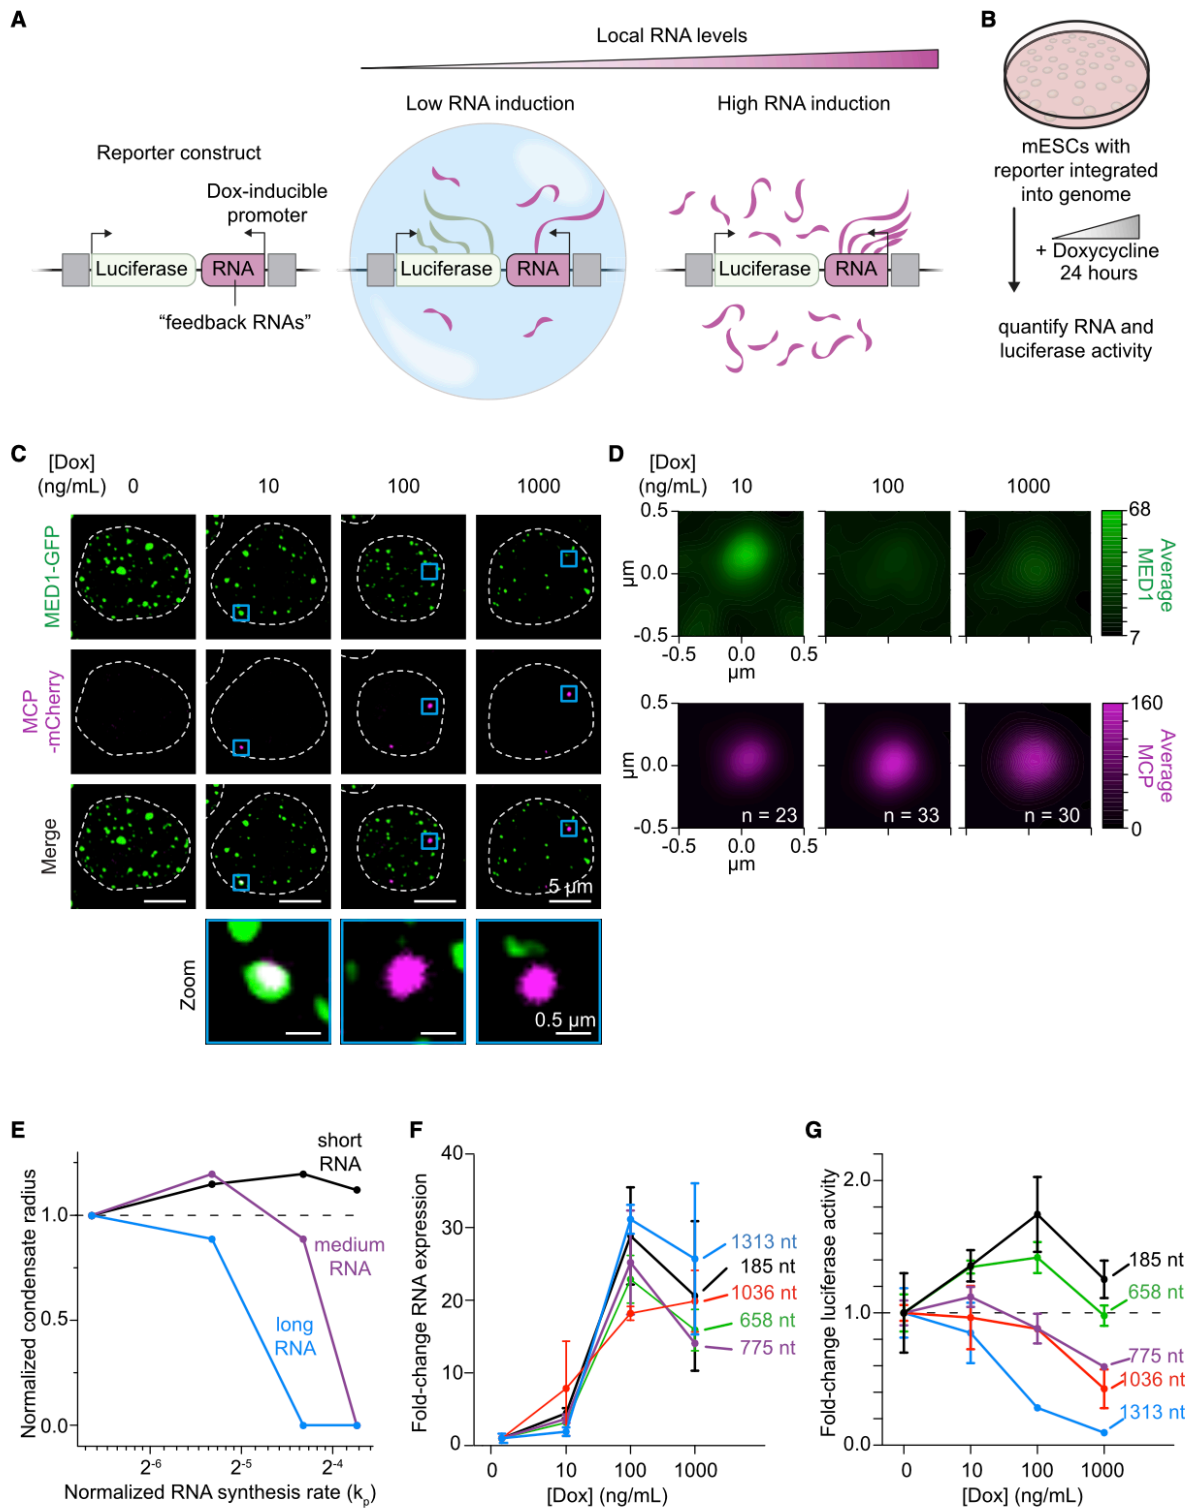 A
Local RNA levels
Low RNA induction
High RNA induction
Reporter construct
Dox-inducible
promoter
Luciferase
RNA
"feedback RNAs"
Luciferase
RNA
Luciferase
RNA
B
mESCs with
reporter integrated
into genome
+ Doxycycline
24 hours
quantify RNA and
luciferase activity
C
[Dox]
(ng/mL)
0
10
100
1000
MED1-GFP
MCP
-mCherry
Merge
5 µm
Zoom
0.5 µm
D
[Dox]
(ng/mL)
10
100
1000
0.5
0.0
-0.5
µm
-0.5
0.0
0.5
µm
68
7
Average
MED1
0.5
0.0
-0.5
µm
n = 23
n = 33
n = 30
-0.5
0.0
0.5
µm
160
0
Average
MCP
E
Normalized condensate radius
1.0
0.5
0.0
short
RNA
medium
RNA
long
RNA
2-6
2-5
2-4
Normalized RNA synthesis rate (kp)
F
Fold-change RNA expression
40
30
20
10
0
1313 nt
185 nt
1036 nt
658 nt
775 nt
0
10
100
1000
[Dox] (ng/mL)
G
Fold-change luciferase activity
2.0
1.0
0.0
185 nt
658 nt
775 nt
1036 nt
1313 nt
0
10
100
1000
[Dox] (ng/mL)